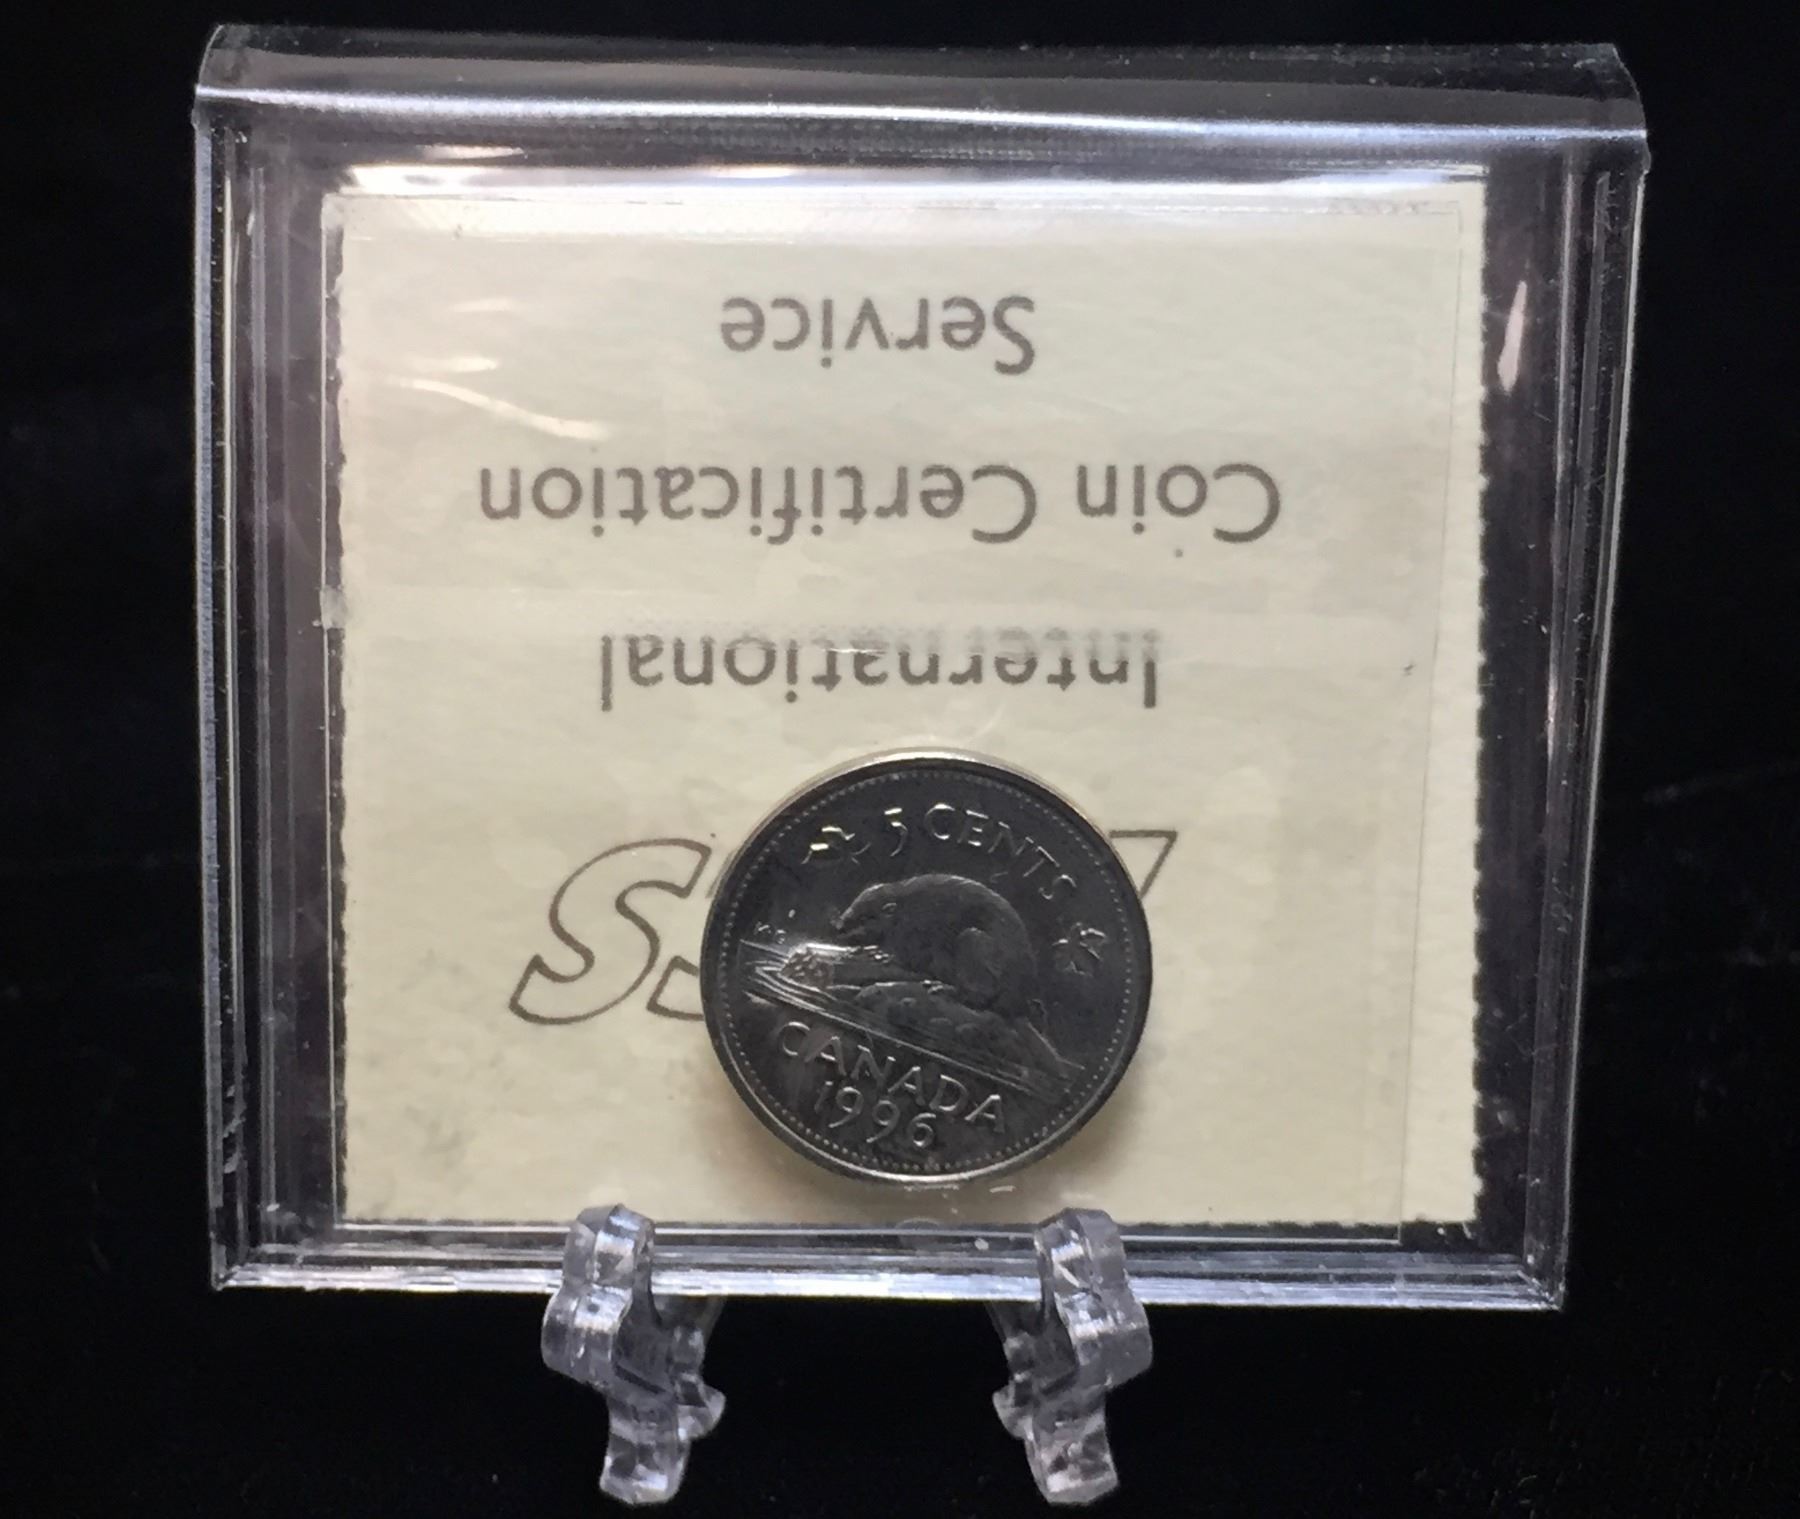 International
Coin Certification
Service
5 CENTS
CANADA
1996